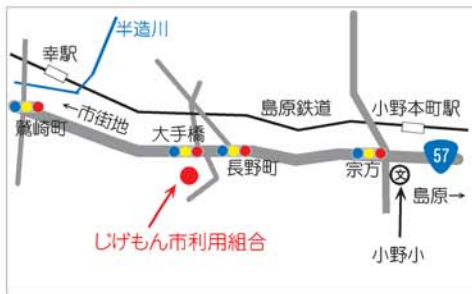 半造川
幸駅
←市街地
島原鉄道
小野本町駅
鷲崎町
大手橋
長野町
宗方
57
文
島原→
じげもん市利用組合
小野小